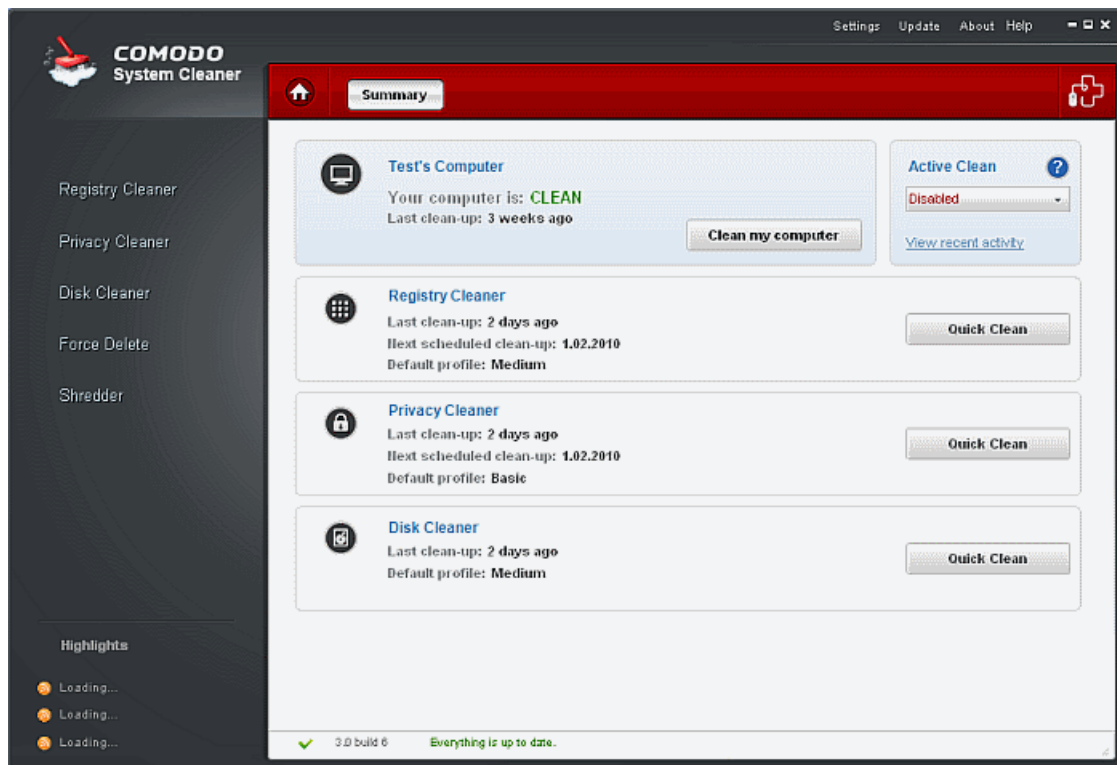 Settings Update About Help
COMODO
System Cleaner
Summary
Registry Cleaner
Privacy Cleaner
Disk Cleaner
Force Delete
Shredder
Test's Computer
Your computer is: CLEAN
Last clean-up: 3 weeks ago
Clean my computer
Active Clean
?
Disabled
View recent activity
Registry Cleaner
Last clean-up: 2 days ago
Next scheduled clean-up: 1.02.2010
Default profile: Medium
Quick Clean
Privacy Cleaner
Last clean-up: 2 days ago
Next scheduled clean-up: 1.02.2010
Default profile: Basic
Quick Clean
Disk Cleaner
Last clean-up: 2 days ago
Default profile: Medium
Quick Clean
Highlights
Loading...
Loading...
Loading...
3.0 build 6 Everything is up to date.